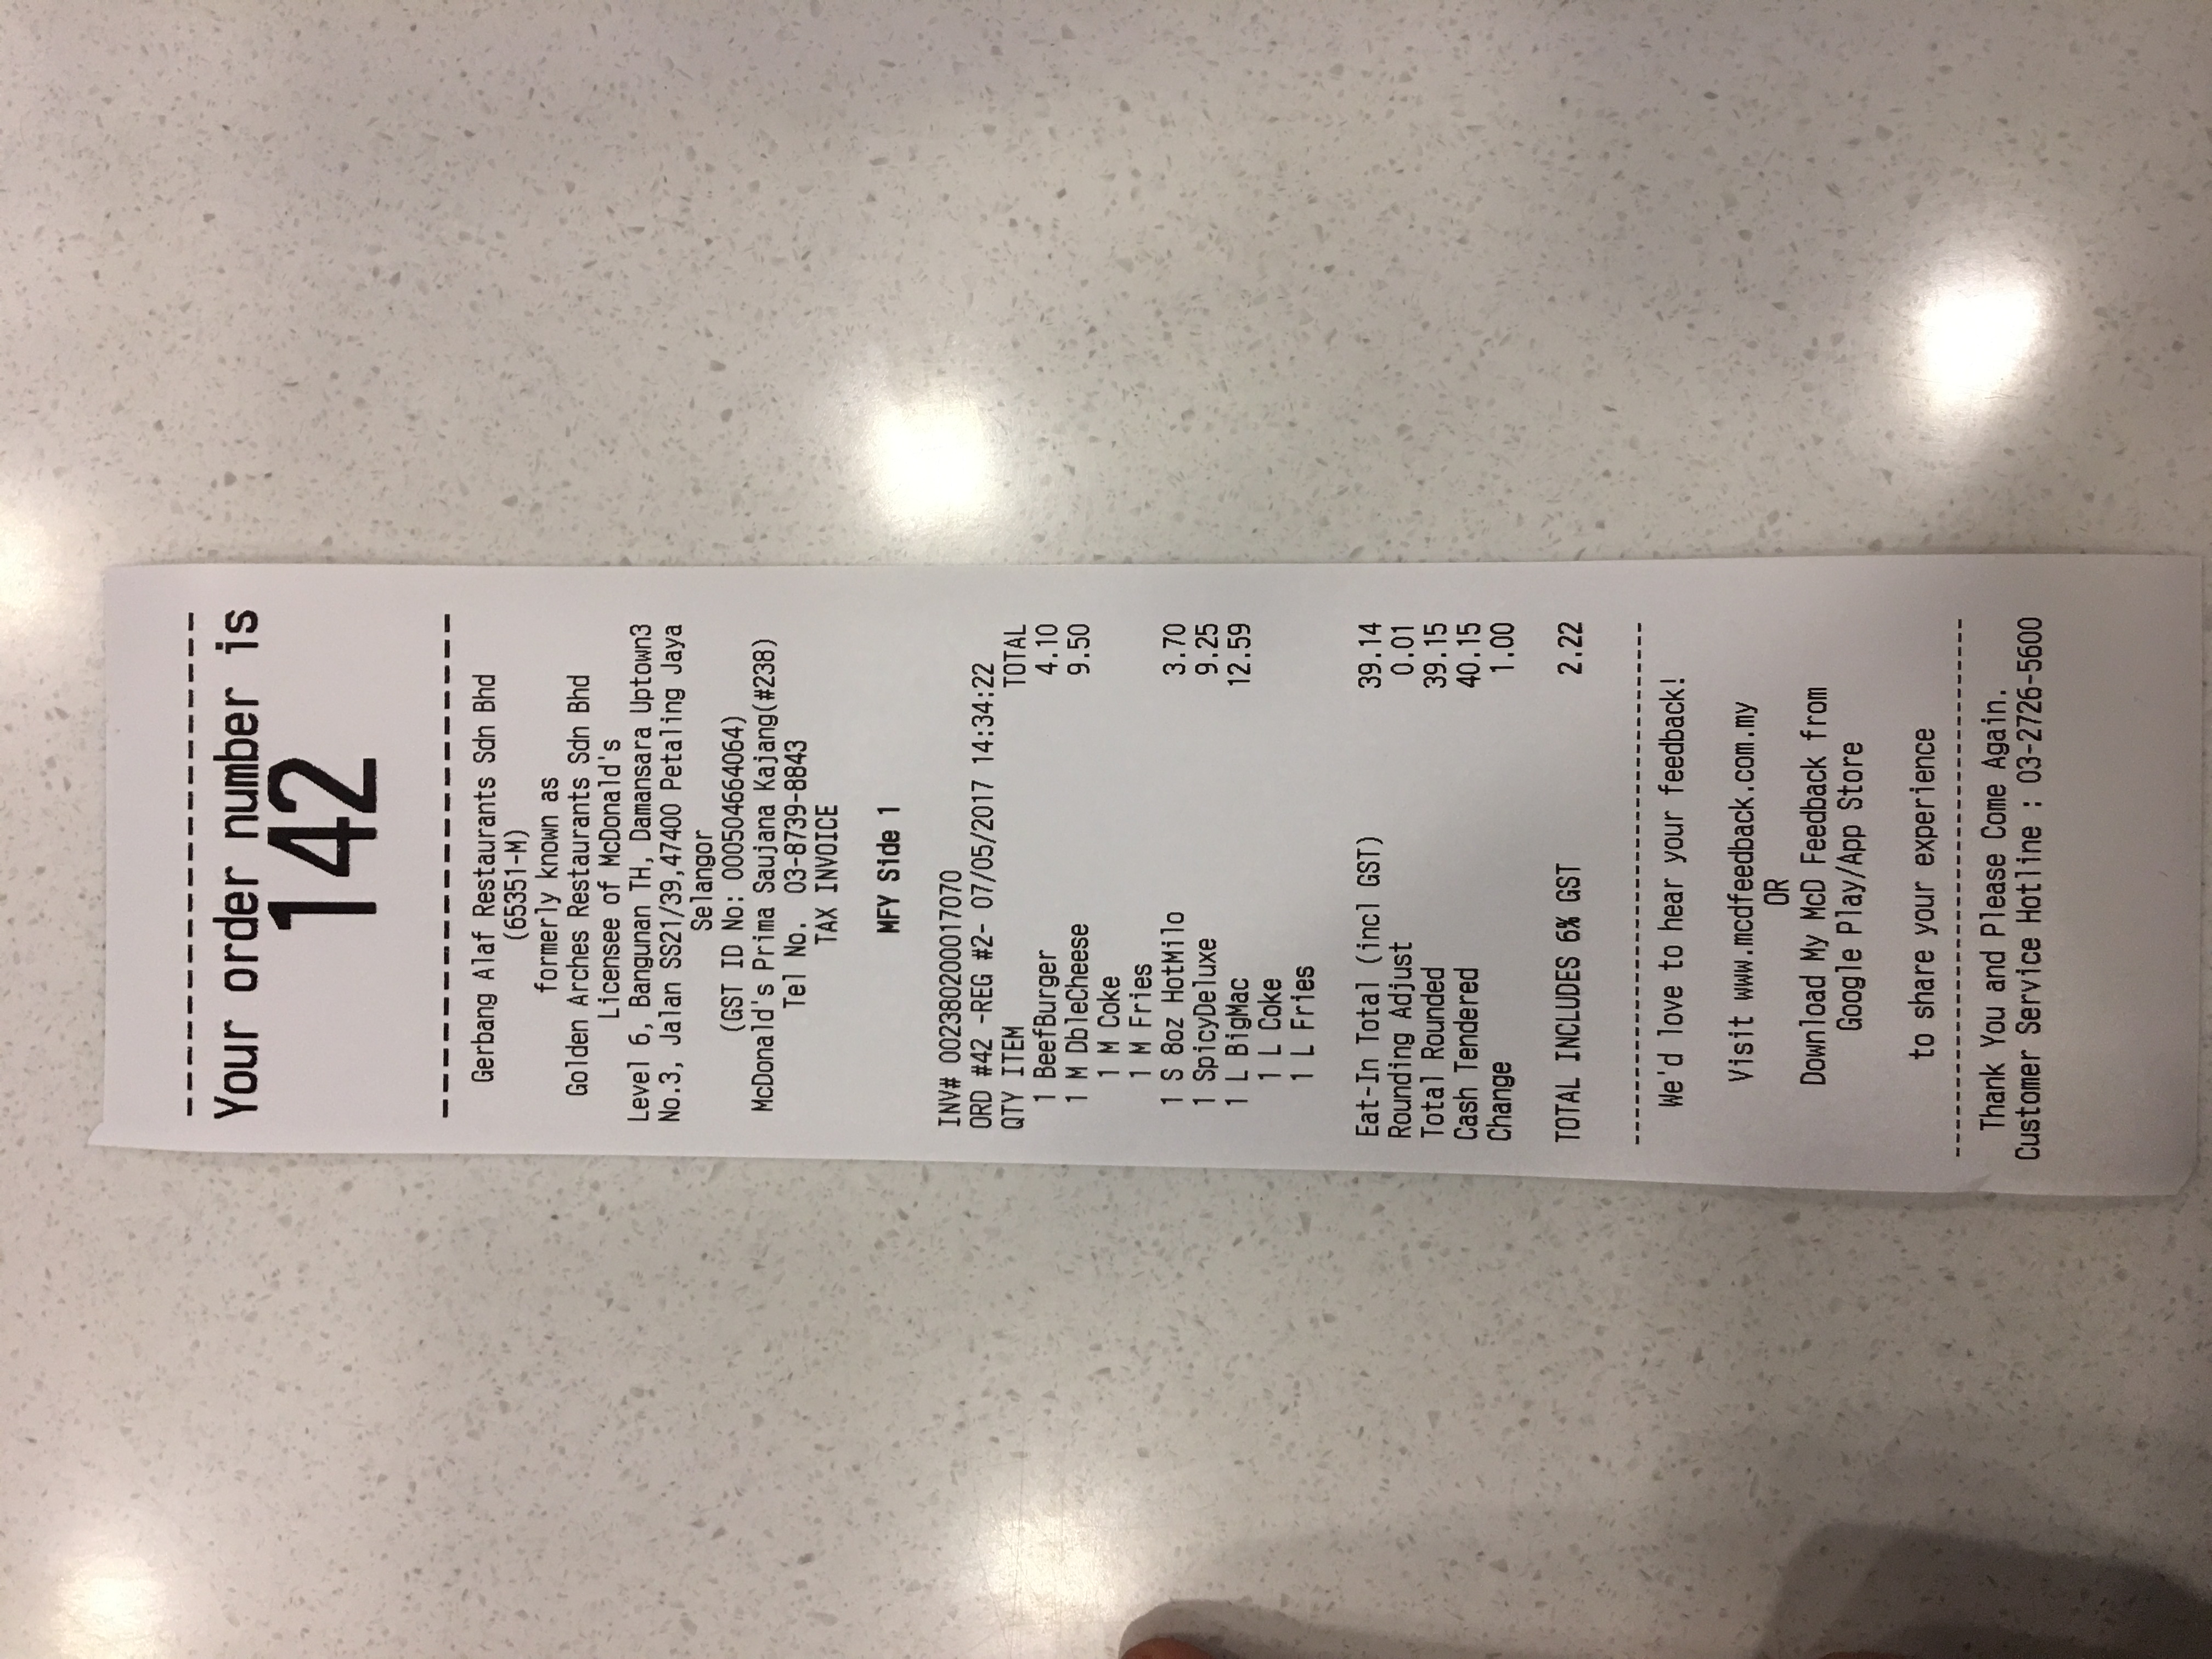 Your order number is
142
Gerbang Alaf Restaurants Sdn Bhd
(65351-M)
formerly known as
Golden Arches Restaurants Sdn Bhd
Licensee of McDonald's
Level 6, Bangunan TH, Damansara Uptown3
No.3, Jalan SS21/39,47400 Petaling Jaya
Selangor
(GST ID No: 000504664064)
McDonald's Prima Saujana Kajang(#238)
Tel No. 03-8739-8843
TAX INVOICE
MFY Side 1
INV# 002380200017070
ORD #42 -REG #2- 07/05/2017 14:34:22
QTY ITEM TOTAL
1 BeefBurger 4.10
1 M DbleCheese 9.50
1 M Coke
1 M Fries
1 S 8oz HotMilo 3.70
1 SpicyDeluxe 9.25
1 L BigMac 12.59
1 L Coke
1 L Fries
Eat-In Total (incl GST) 39.14
Rounding Adjust 0.01
Total Rounded 39.15
Cash Tendered 40.15
Change 1.00
TOTAL INCLUDES 6% GST 2.22
We'd love to hear your feedback!
Visit www.mcdfeedback.com.my
OR
Download My McD Feedback from
Google Play/App Store
to share your experience
Thank You and Please Come Again.
Customer Service Hotline : 03-2726-5600